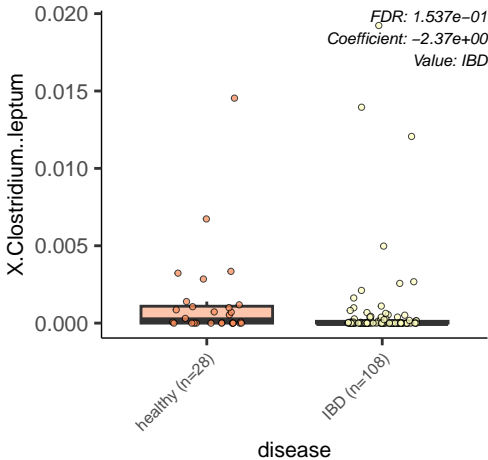 FDR: 1.537e−01
Coefficient: −2.37e+00
Value: IBD
0.020
0.015
0.010
0.005
0.000
X.Clostridium..leptum
healthy (n=28)
IBD (n=108)
disease